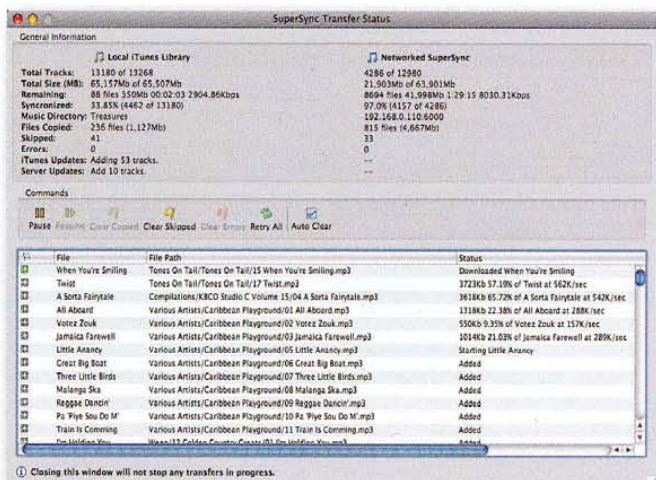 SuperSync Transfer Status
General Information
Local iTunes Library Networked SuperSync
Total Tracks: 13180 of 13268 4286 of 12980
Total Size (MB): 65,157Mb of 65,507Mb 21,903Mb of 63,901Mb
Remaining: 88 files 350Mb 00:02:03 2904.86Kbps 8694 files 41,998Mb 1:29:15 8030.31Kbps
Syncronized: 33.85% (4462 of 13180) 97.0% (4157 of 4286)
Music Directory: Treasures 192.168.0.110:6000
Files Copied: 236 files (1,127Mb) 815 files (4,667Mb)
Skipped: 41 33
Errors: 0 0
iTunes Updates: Adding 53 tracks. --
Server Updates: Add 10 tracks. --
Commands
Pause Resume Clear Copied Clear Skipped Clear Errors Retry All Auto Clear
File File Path Status
When You're Smiling Tones On Tail/Tones On Tail/15 When You're Smiling.mp3 Downloaded When You're Smiling
Twist Tones On Tail/Tones On Tail/17 Twist.mp3 3723Kb 57.19% of Twist at 562K/sec
A Sorta Fairytale Compilations/KBCO Studio C Volume 15/04 A Sorta Fairytale.mp3 3618Kb 65.72% of A Sorta Fairytale at 542K/sec
All Aboard Various Artists/Caribbean Playground/01 All Aboard.mp3 1318Kb 22.38% of All Aboard at 288K/sec
Votez Zouk Various Artists/Caribbean Playground/02 Votez Zouk.mp3 550Kb 9.35% of Votez Zouk at 157K/sec
Jamaica Farewell Various Artists/Caribbean Playground/03 Jamaica Farewell.mp3 1014Kb 21.03% of Jamaica Farewell at 289K/sec
Little Anancy Various Artists/Caribbean Playground/05 Little Anancy.mp3 Starting Little Anancy
Great Big Boat Various Artists/Caribbean Playground/06 Great Big Boat.mp3 Added
Three Little Birds Various Artists/Caribbean Playground/07 Three Little Birds.mp3 Added
Malanga Ska Various Artists/Caribbean Playground/08 Malanga Ska.mp3 Added
Reggae Dancin' Various Artists/Caribbean Playground/09 Reggae Dancin'.mp3 Added
Pa 'Piye Sou Do M' Various Artists/Caribbean Playground/10 Pa 'Piye Sou Do M'.mp3 Added
Train Is Comming Various Artists/Caribbean Playground/11 Train Is Comming.mp3 Added
I'm Holding You Golden Country Greats/01 I'm Holding You.mp3 Added
Closing this window will not stop any transfers in progress.